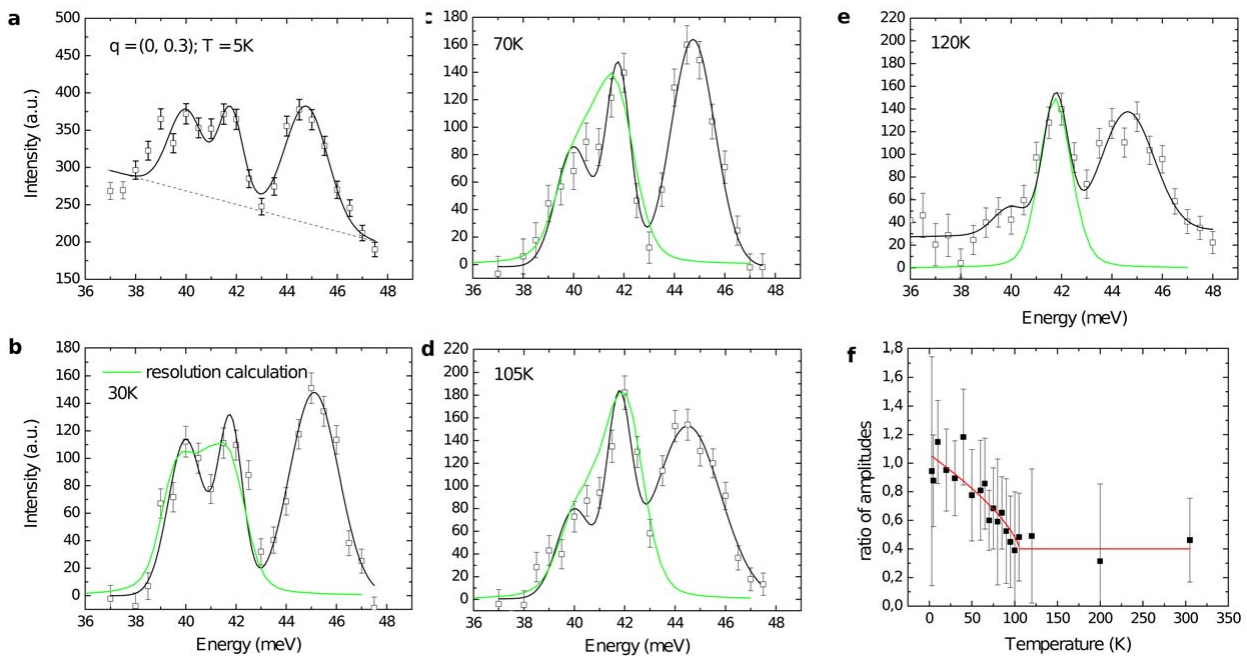 a
q = (0, 0.3); T = 5K
Intensity (a.u.)
500
450
400
350
300
250
200
150
36 38 40 42 44 46 48
c
70K
180
160
140
120
100
80
60
40
20
0
36 38 40 42 44 46 48
e
120K
220
200
180
160
140
120
100
80
60
40
20
0
36 38 40 42 44 46 48
Energy (meV)
b
resolution calculation
30K
Intensity (a.u.)
180
160
140
120
100
80
60
40
20
0
36 38 40 42 44 46 48
Energy (meV)
d
105K
220
200
180
160
140
120
100
80
60
40
20
0
36 38 40 42 44 46 48
Energy (meV)
f
ratio of amplitudes
1,8
1,6
1,4
1,2
1,0
0,8
0,6
0,4
0,2
0,0
0 50 100 150 200 250 300 350
Temperature (K)